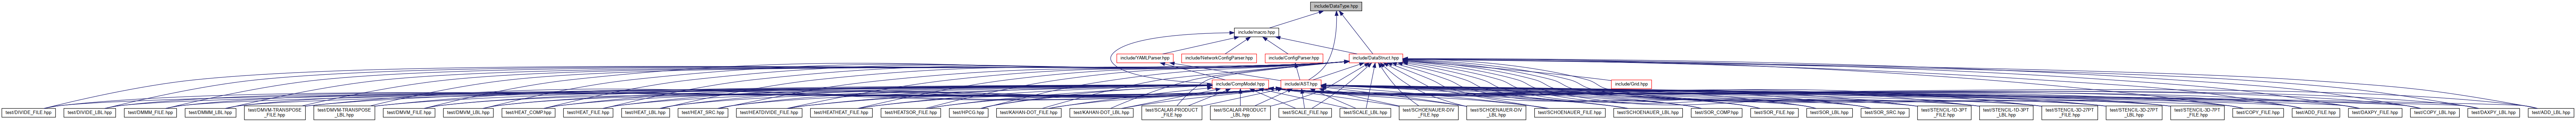 include/DataType.hpp
include/macro.hpp
include/YAMLParser.hpp
include/NetworkConfigParser.hpp
include/ConfigParser.hpp
include/DataStruct.hpp
include/CompModel.hpp
include/AST.hpp
include/Grid.hpp
test/DIVIDE_FILE.hpp
test/DIVIDE_LBL.hpp
test/DMMM_FILE.hpp
test/DMMM_LBL.hpp
test/DMVM-TRANSPOSE
_FILE.hpp
test/DMVM-TRANSPOSE
_LBL.hpp
test/DMVM_FILE.hpp
test/DMVM_LBL.hpp
test/HEAT_COMP.hpp
test/HEAT_FILE.hpp
test/HEAT_LBL.hpp
test/HEAT_SRC.hpp
test/HEATDIVIDE_FILE.hpp
test/HEATHEAT_FILE.hpp
test/HEATSOR_FILE.hpp
test/HPCG.hpp
test/KAHAN-DOT_FILE.hpp
test/KAHAN-DOT_LBL.hpp
test/SCALAR-PRODUCT
_FILE.hpp
test/SCALAR-PRODUCT
_LBL.hpp
test/SCALE_FILE.hpp
test/SCALE_LBL.hpp
test/SCHOENAUER-DIV
_FILE.hpp
test/SCHOENAUER-DIV
_LBL.hpp
test/SCHOENAUER_FILE.hpp
test/SCHOENAUER_LBL.hpp
test/SOR_COMP.hpp
test/SOR_FILE.hpp
test/SOR_LBL.hpp
test/SOR_SRC.hpp
test/STENCIL-1D-3PT
_FILE.hpp
test/STENCIL-1D-3PT
_LBL.hpp
test/STENCIL-3D-27PT
_FILE.hpp
test/STENCIL-3D-27PT
_LBL.hpp
test/STENCIL-3D-7PT
_FILE.hpp
test/COPY_FILE.hpp
test/ADD_FILE.hpp
test/DAXPY_FILE.hpp
test/COPY_LBL.hpp
test/DAXPY_LBL.hpp
test/ADD_LBL.hpp